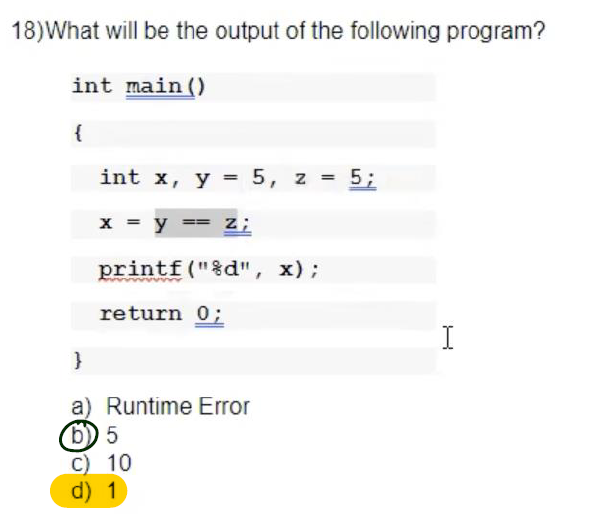 18)What will be the output of the following program?
int main()
{
int x, y = 5, z = 5;
x = y == z;
printf("%d", x);
return 0;
}
a) Runtime Error
b) 5
c) 10
d) 1